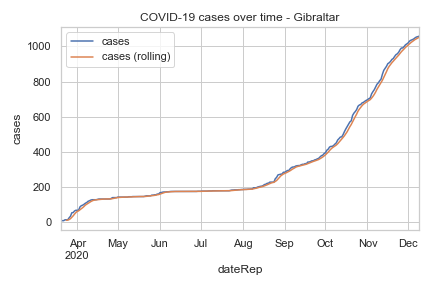 COVID-19 cases over time - Gibraltar
cases
cases (rolling)
cases
1000
800
600
400
200
0
Apr May Jun Jul Aug Sep Oct Nov Dec
2020
dateRep